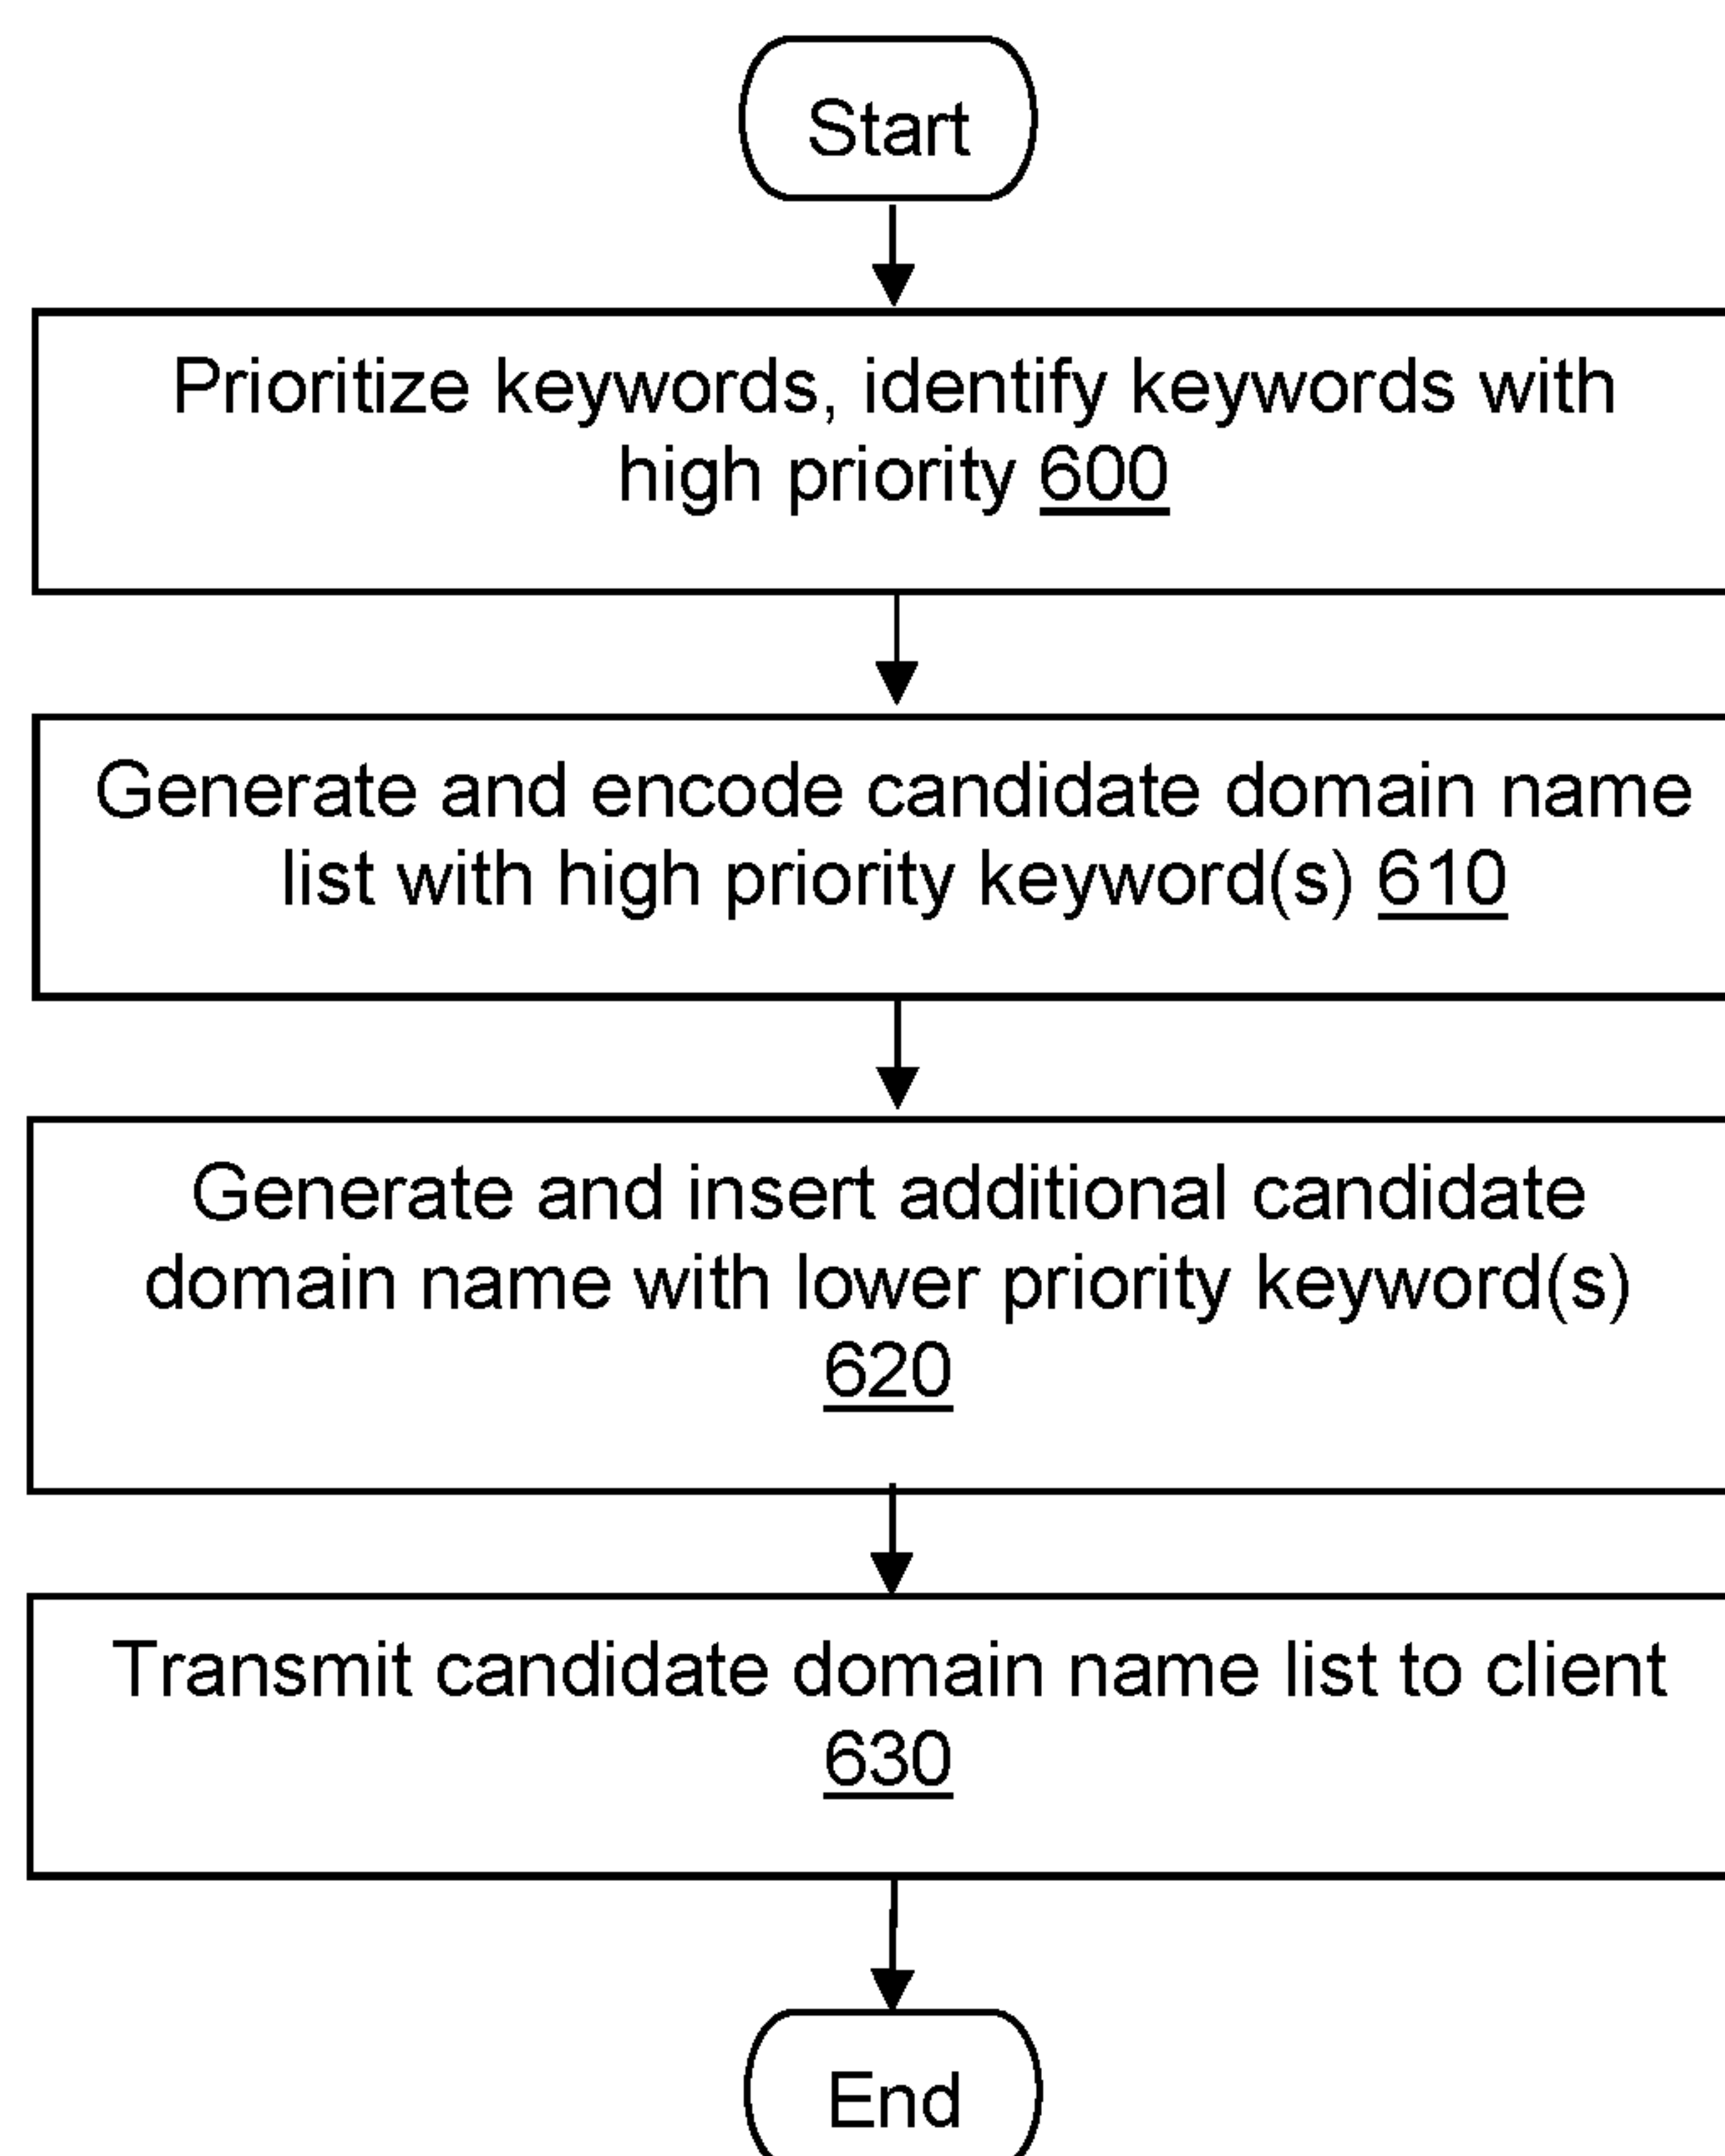 Start
Prioritize keywords, identify keywords with
high priority 600
Generate and encode candidate domain name
list with high priority keyword(s) 610
Generate and insert additional candidate
domain name with lower priority keyword(s)
620
Transmit candidate domain name list to client
630
End